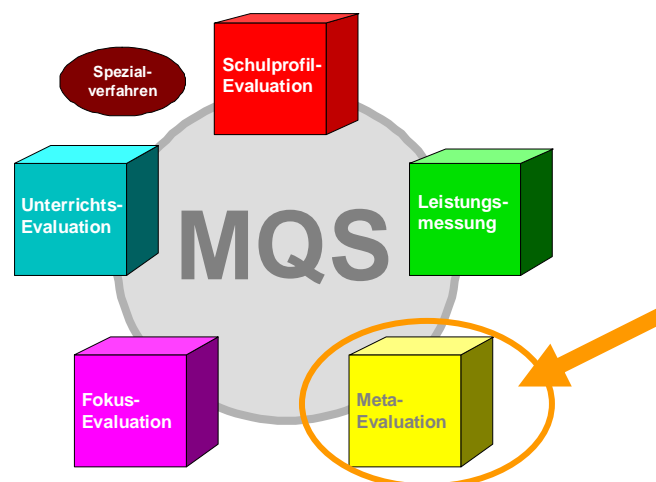 Spezial-
verfahren
Schulprofil-
Evaluation
Unterrichts-
Evaluation
Leistungs-
messung
MQS
Fokus-
Evaluation
Meta-
Evaluation